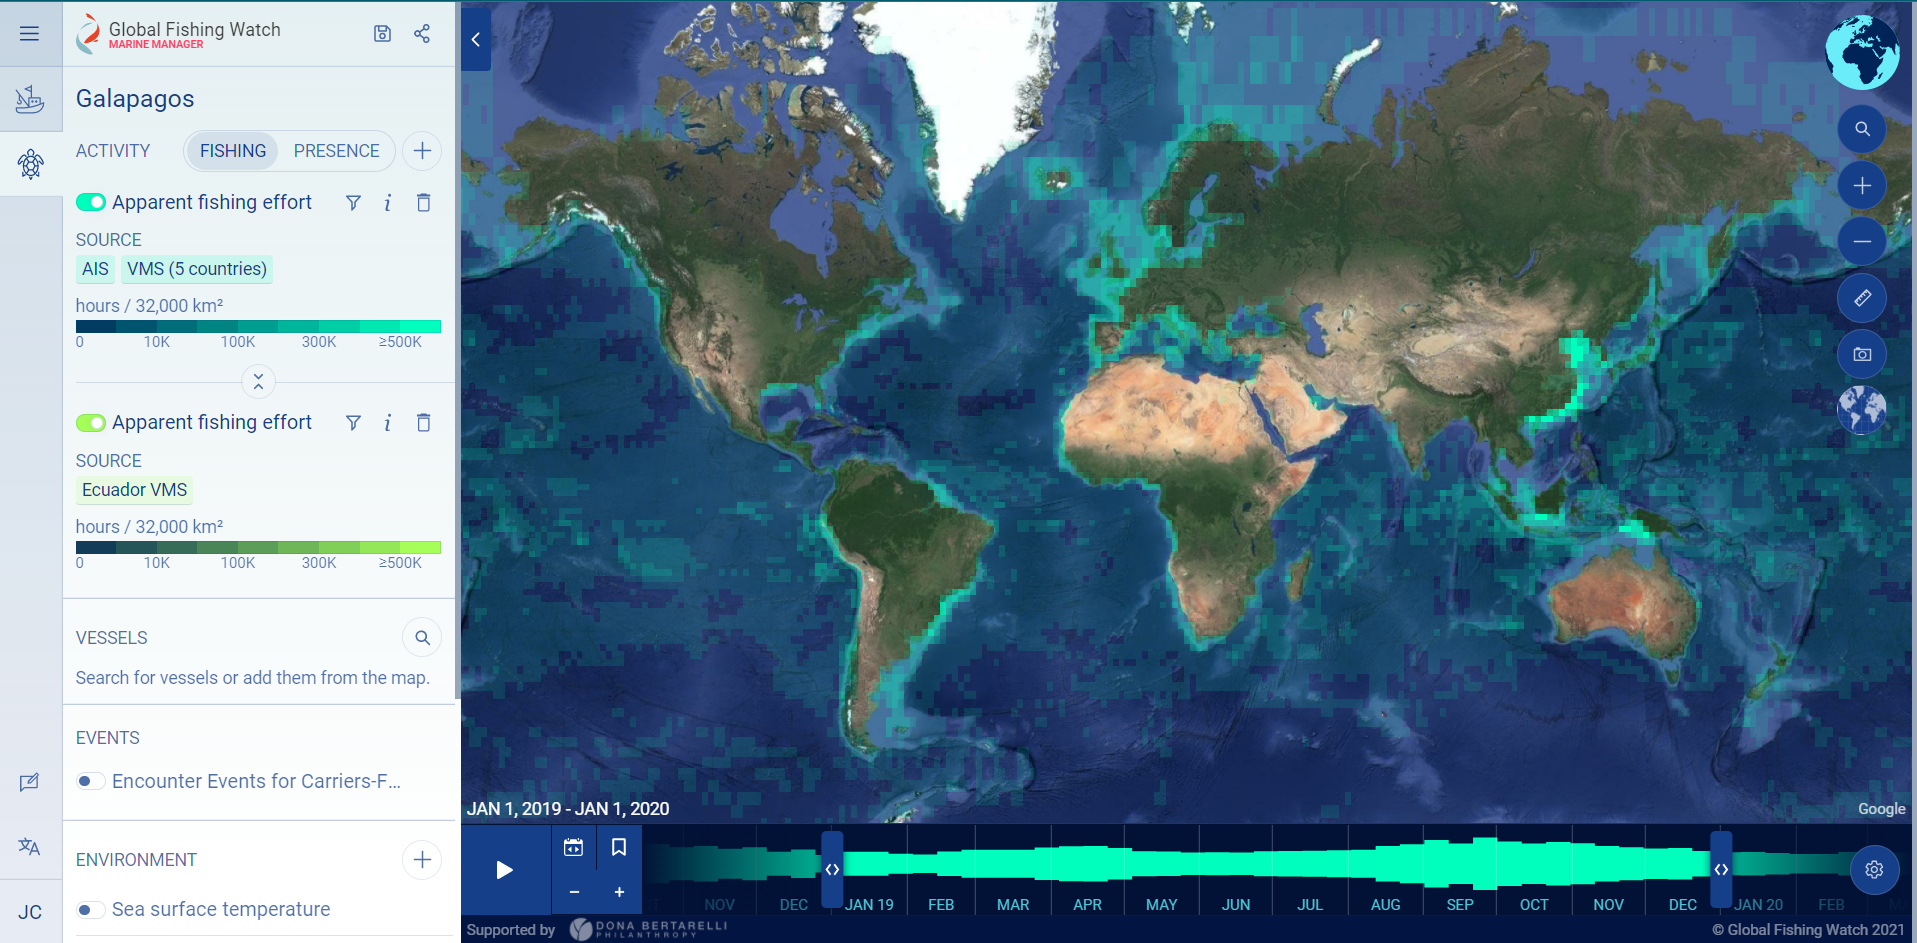 Global Fishing Watch
MARINE MANAGER
Galapagos
ACTIVITY
FISHING
PRESENCE
Apparent fishing effort
SOURCE
AIS
VMS (5 countries)
hours / 32,000 km²
0 10K 100K 300K ≥500K
Apparent fishing effort
SOURCE
Ecuador VMS
hours / 32,000 km²
0 10K 100K 300K ≥500K
VESSELS
Search for vessels or add them from the map.
EVENTS
Encounter Events for Carriers-F...
ENVIRONMENT
Sea surface temperature
JC
JAN 1, 2019 - JAN 1, 2020
Google
NOV DEC JAN 19 FEB MAR APR MAY JUN JUL AUG SEP OCT NOV DEC JAN 20 FEB
Supported by
DONA BERTARELLI
PHILANTHROPY
© Global Fishing Watch 2021